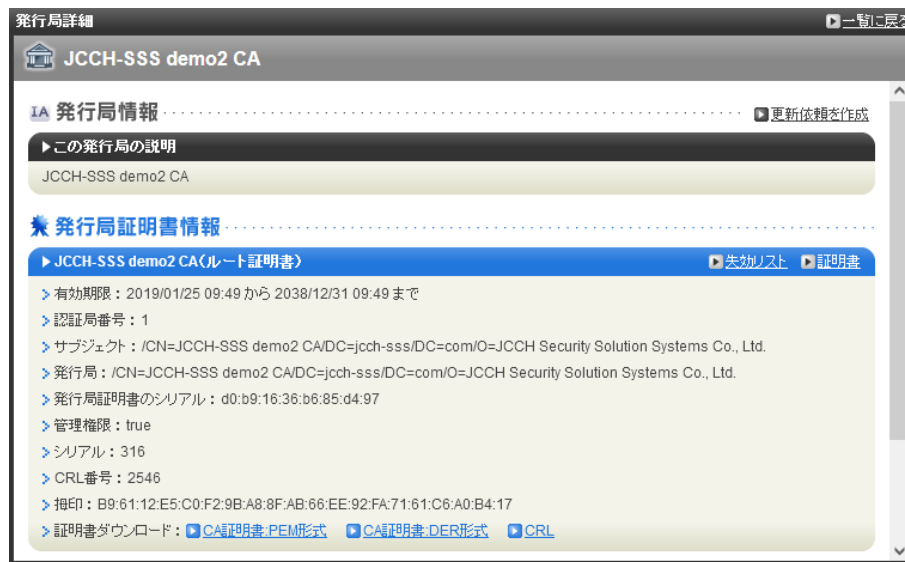 発行局詳細
一覧に戻る
JCCH-SSS demo2 CA
IA 発行局情報
更新依頼を作成
▶この発行局の説明
JCCH-SSS demo2 CA
発行局証明書情報
▶JCCH-SSS demo2 CA(ルート証明書)
失効リスト 証明書
有効期限：2019/01/25 09:49 から 2038/12/31 09:49 まで
認証局番号：1
サブジェクト：/CN=JCCH-SSS demo2 CA/DC=jcch-sss/DC=com/O=JCCH Security Solution Systems Co., Ltd.
発行局：/CN=JCCH-SSS demo2 CA/DC=jcch-sss/DC=com/O=JCCH Security Solution Systems Co., Ltd.
発行局証明書のシリアル：d0:b9:16:36:b6:85:d4:97
管理権限：true
シリアル：316
CRL番号：2546
拇印：B9:61:12:E5:C0:F2:9B:A8:8F:AB:66:EE:92:FA:71:61:C6:A0:B4:17
証明書ダウンロード： CA証明書:PEM形式 CA証明書:DER形式 CRL